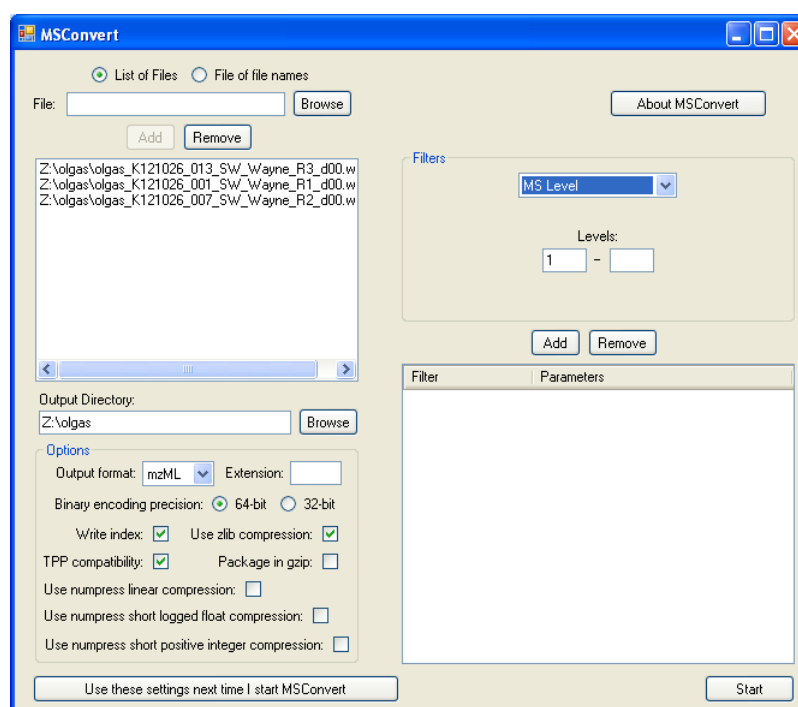 MSConvert
List of Files File of file names
File: Browse
About MSConvert
Add Remove
Z:\olgas\olgas_K121026_013_SW_Wayne_R3_d00.w
Z:\olgas\olgas_K121026_001_SW_Wayne_R1_d00.w
Z:\olgas\olgas_K121026_007_SW_Wayne_R2_d00.w
Filters
MS Level
Levels:
1 -
Add Remove
Filter Parameters
Output Directory:
Z:\olgas Browse
Options
Output format: mzML Extension:
Binary encoding precision: 64-bit 32-bit
Write index: Use zlib compression:
TPP compatibility: Package in gzip:
Use numpress linear compression:
Use numpress short logged float compression:
Use numpress short positive integer compression:
Use these settings next time I start MSConvert
Start